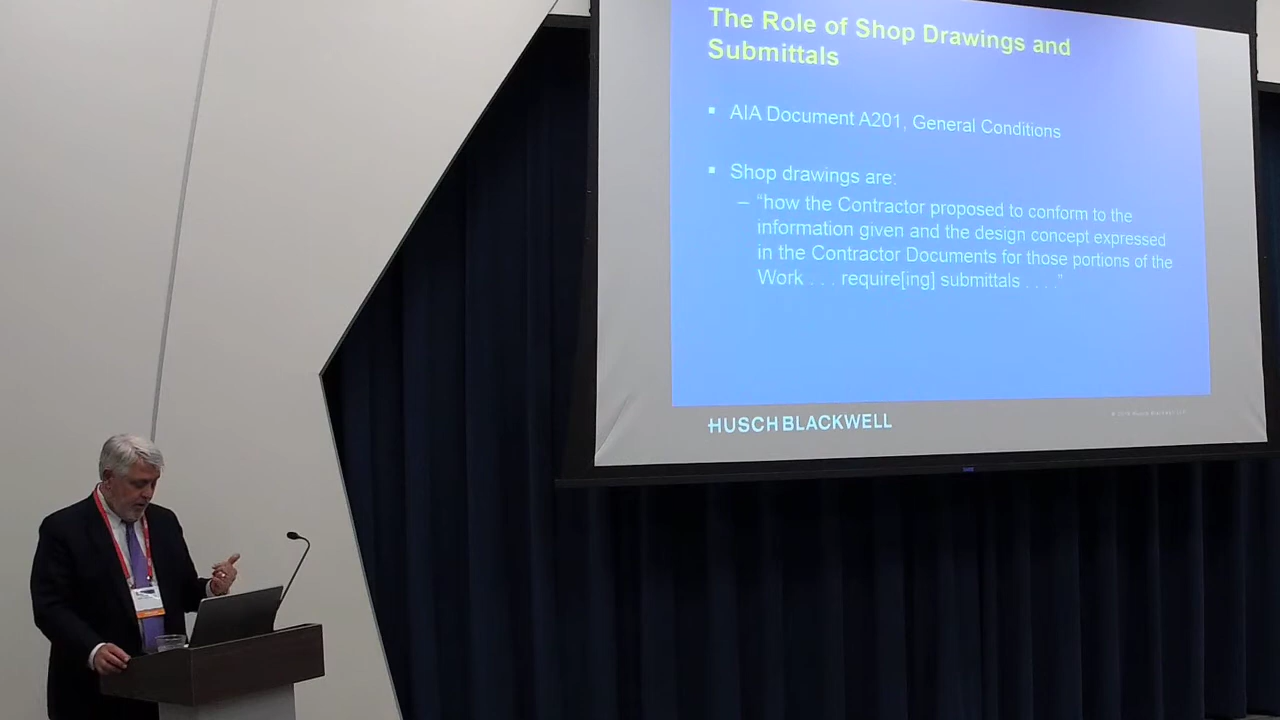 The Role of Shop Drawings and
Submittals
▪ AIA Document A201, General Conditions
▪ Shop drawings are:
– “how the Contractor proposed to conform to the
information given and the design concept expressed
in the Contractor Documents for those portions of the
Work . . . require[ing] submittals . . . .”
HUSCH BLACKWELL